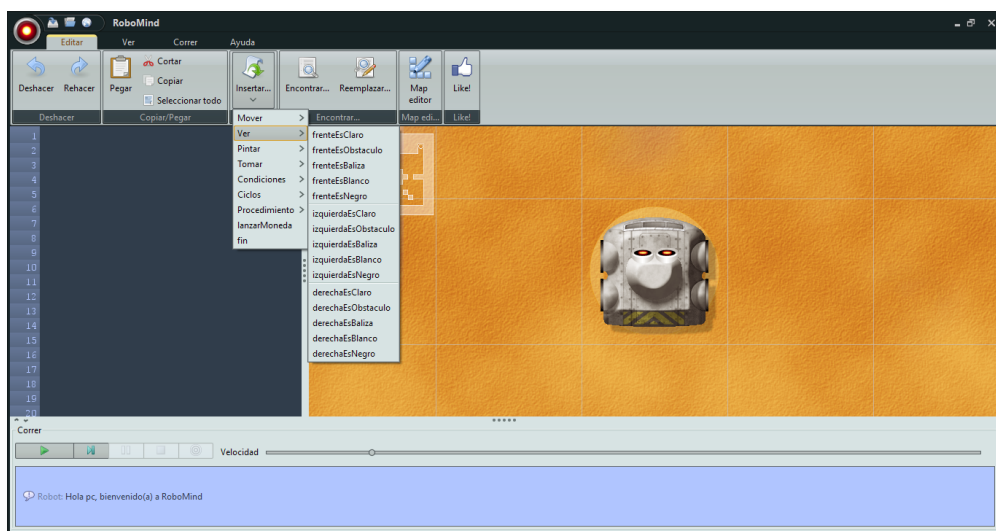 RoboMind
Editar Ver Correr Ayuda
Deshacer Rehacer Pegar Cortar Copiar Seleccionar todo Insertar... Encontrar... Reemplazar... Map editor Like!
Deshacer Copiar/Pegar Encontrar... Map edi... Like!
Mover
Ver
Pintar
Tomar
Condiciones
Ciclos
Procedimiento
lanzarMoneda
fin
frenteEsClaro
frenteEsObstaculo
frenteEsBaliza
frenteEsBlanco
frenteEsNegro
izquierdaEsClaro
izquierdaEsObstaculo
izquierdaEsBaliza
izquierdaEsBlanco
izquierdaEsNegro
derechaEsClaro
derechaEsObstaculo
derechaEsBaliza
derechaEsBlanco
derechaEsNegro
1
2
3
4
5
6
7
8
9
10
11
12
13
14
15
16
17
18
19
20
Correr
Velocidad
Robot: Hola pc, bienvenido(a) a RoboMind